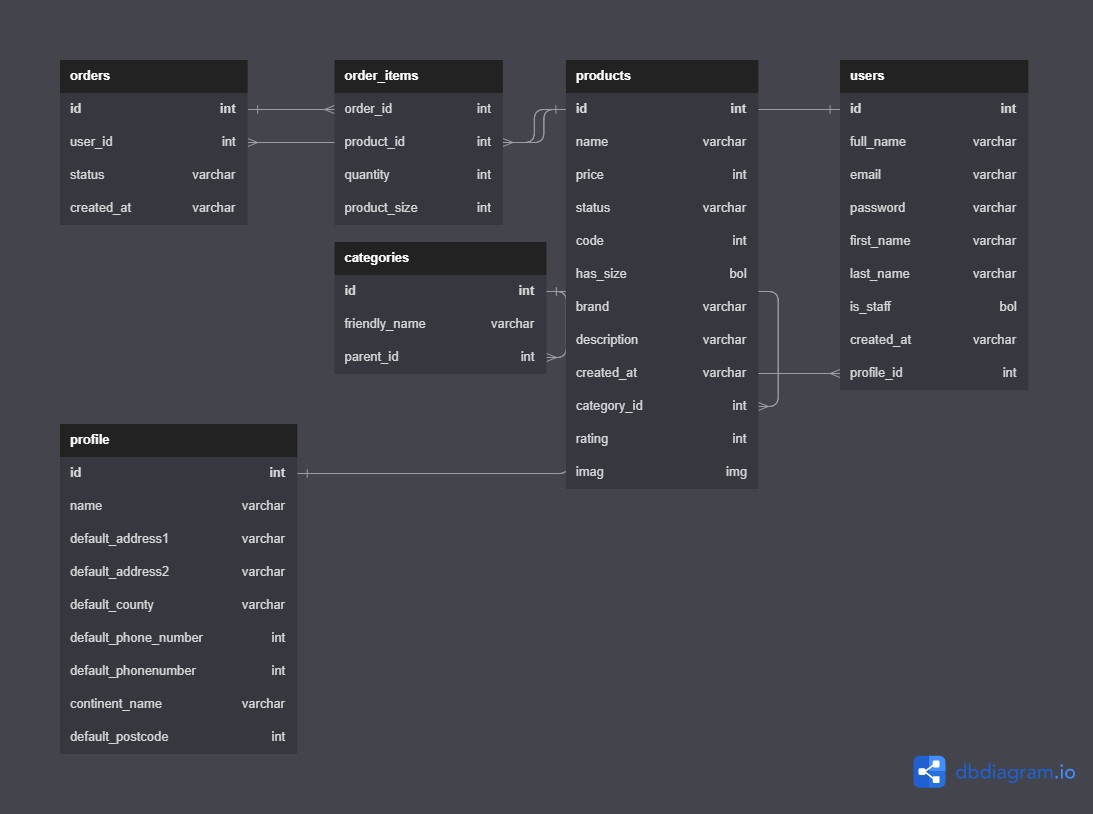 orders
id int
user_id int
status varchar
created_at varchar
order_items
order_id int
product_id int
quantity int
product_size int
products
id int
name varchar
price int
status varchar
code int
has_size bol
brand varchar
description varchar
created_at varchar
category_id int
rating int
imag img
users
id int
full_name varchar
email varchar
password varchar
first_name varchar
last_name varchar
is_staff bol
created_at varchar
profile_id int
categories
id int
friendly_name varchar
parent_id int
profile
id int
name varchar
default_address1 varchar
default_address2 varchar
default_county varchar
default_phone_number int
default_phonenumber int
continent_name varchar
default_postcode int
dbdiagram.io